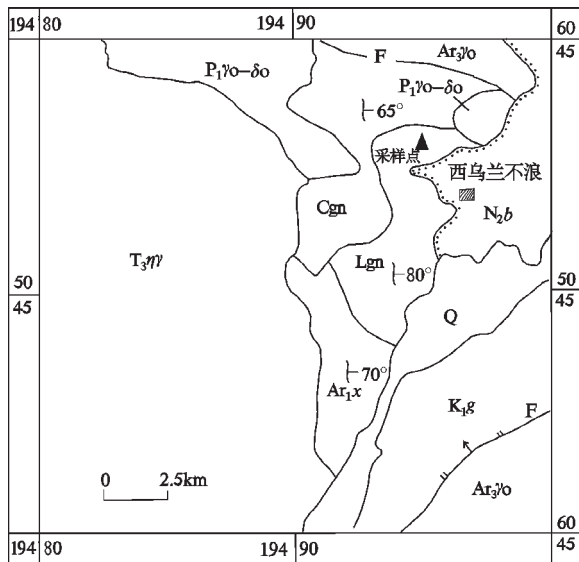 194 80 194 90 60
45 45
F Ar₃γo
P₁γo–δo
P₁γo–δo
65°
采样点
西乌兰不浪
Cgn
N₂b
T₃ηγ
Lgn
80°
50 50
45 45
Q
70°
Ar₁x
K₁g
F
0 2.5km
Ar₃γo
194 80 194 90 60
45